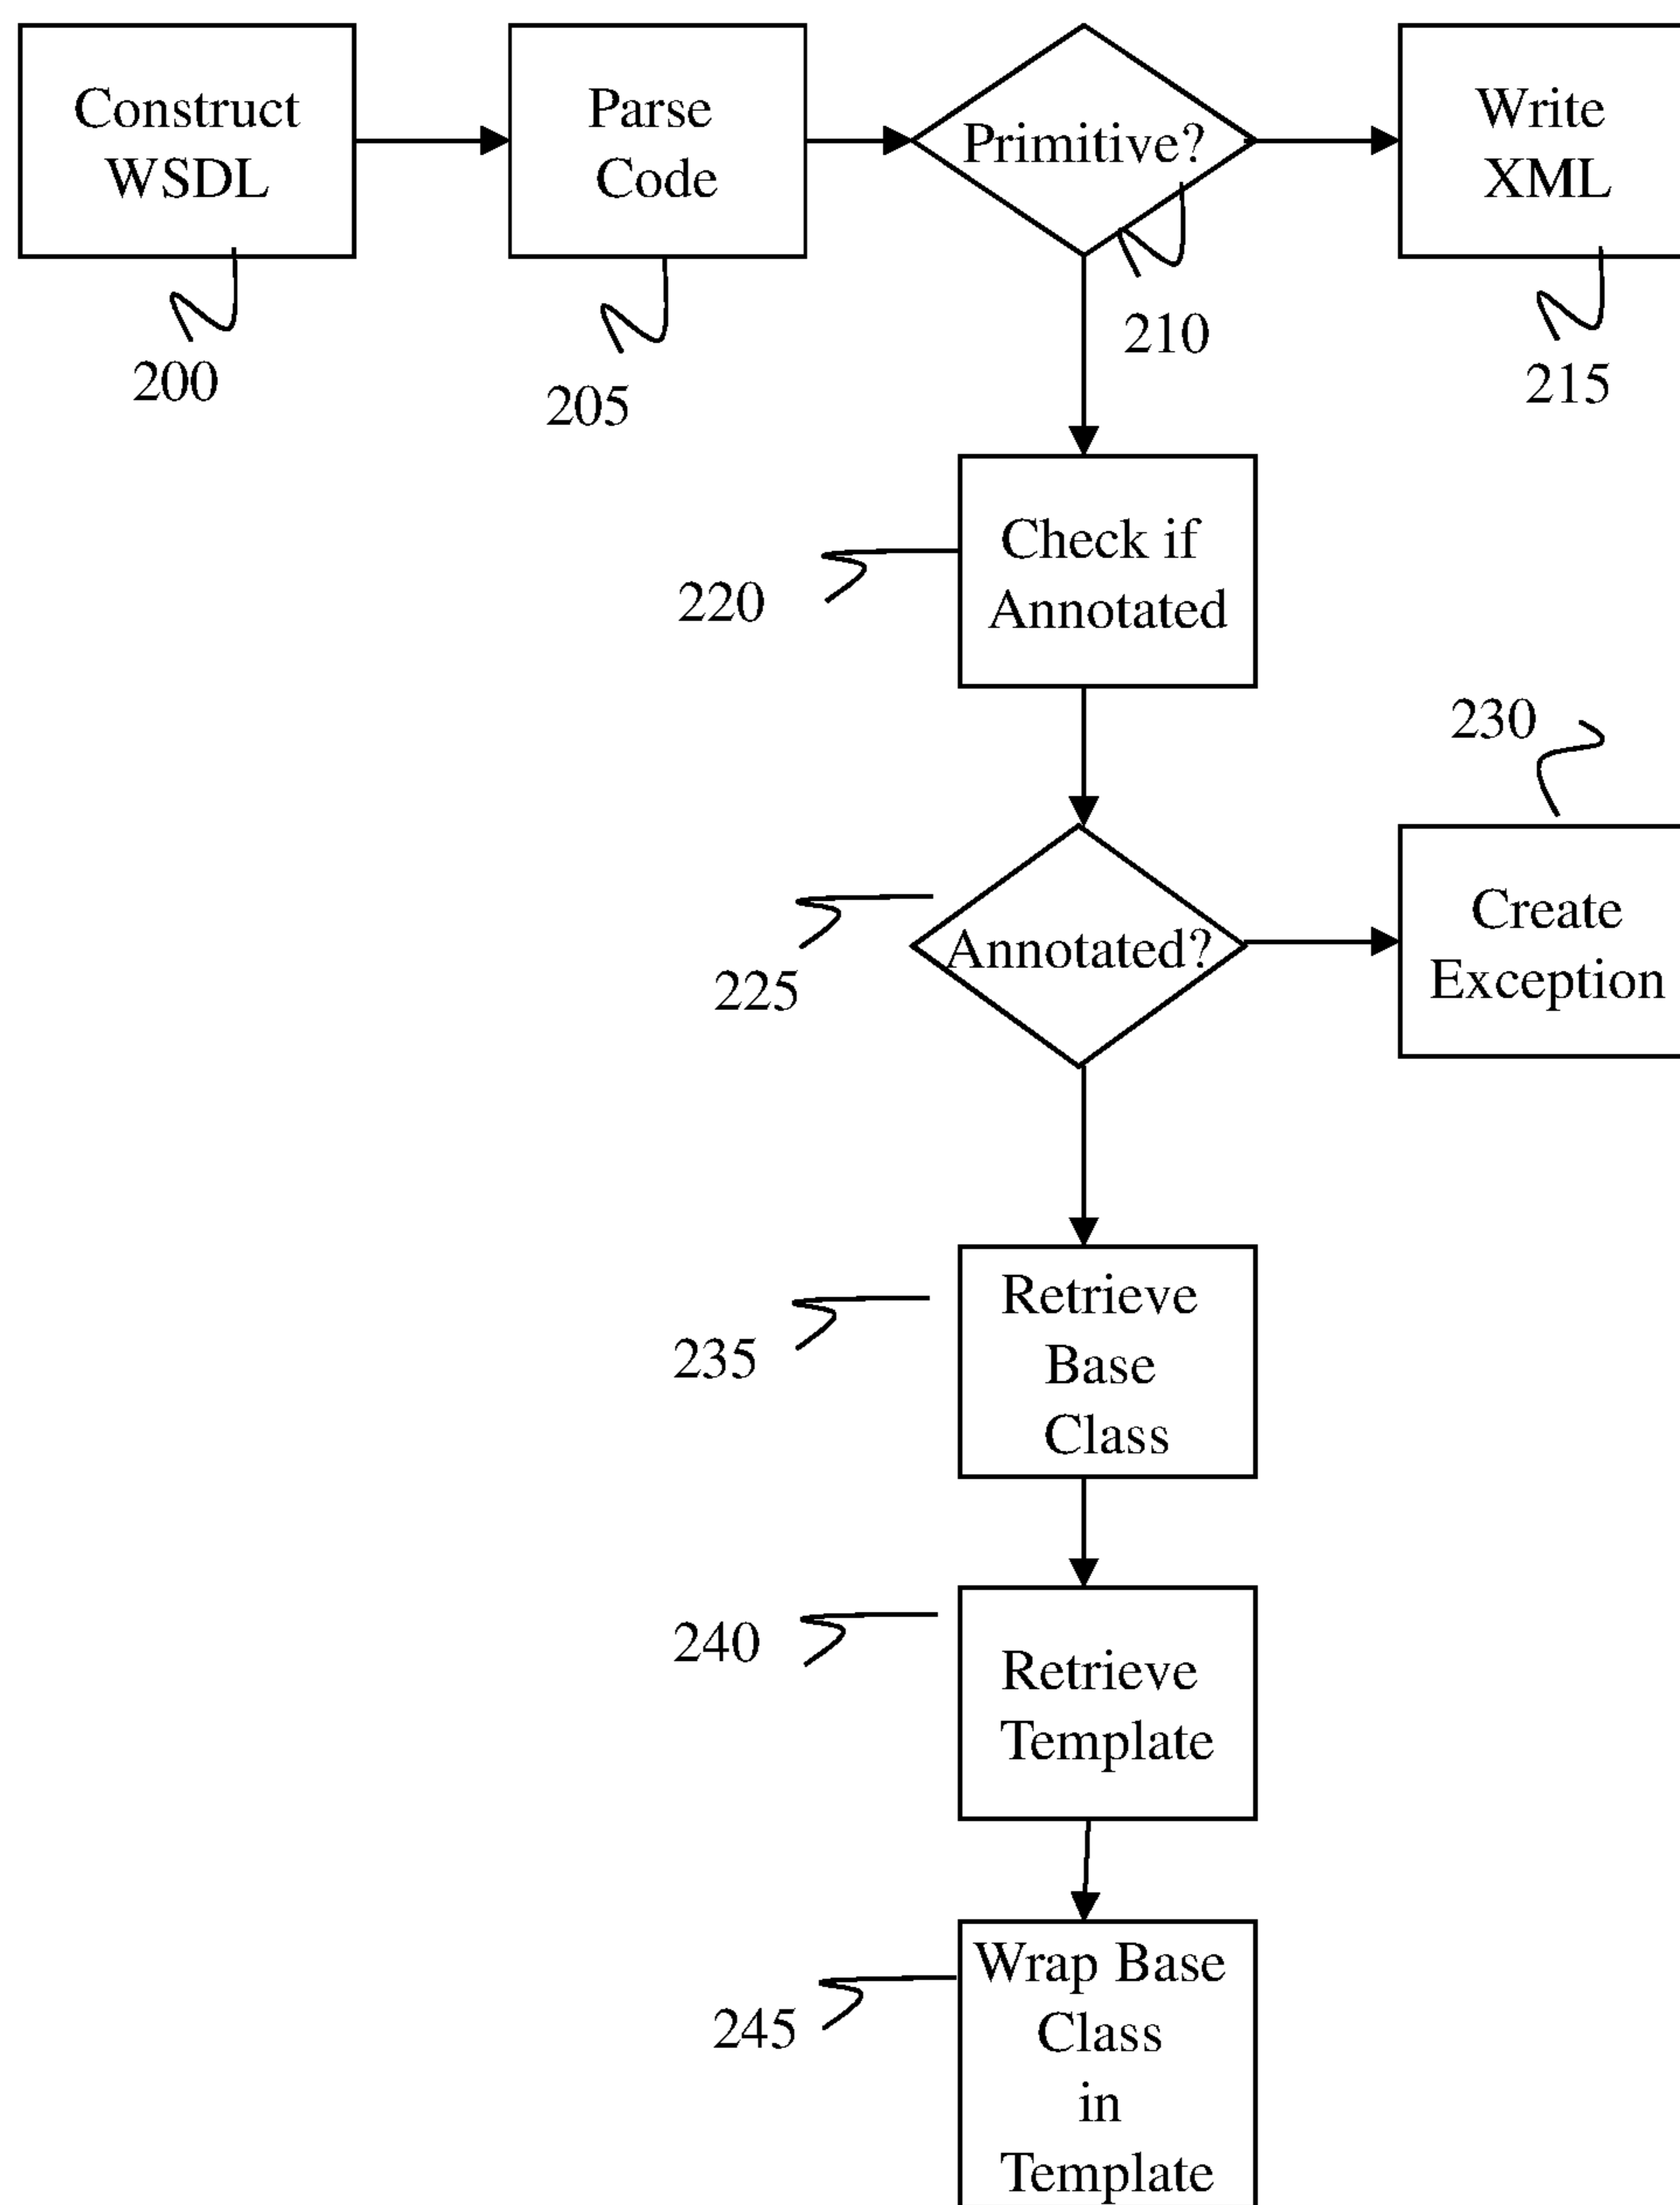 Construct
WSDL
200
Parse
Code
205
Primitive?
210
Write
XML
215
Check if
Annotated
220
Annotated?
225
230
Create
Exception
Retrieve
Base
Class
235
Retrieve
Template
240
Wrap Base
Class
in
Template
245